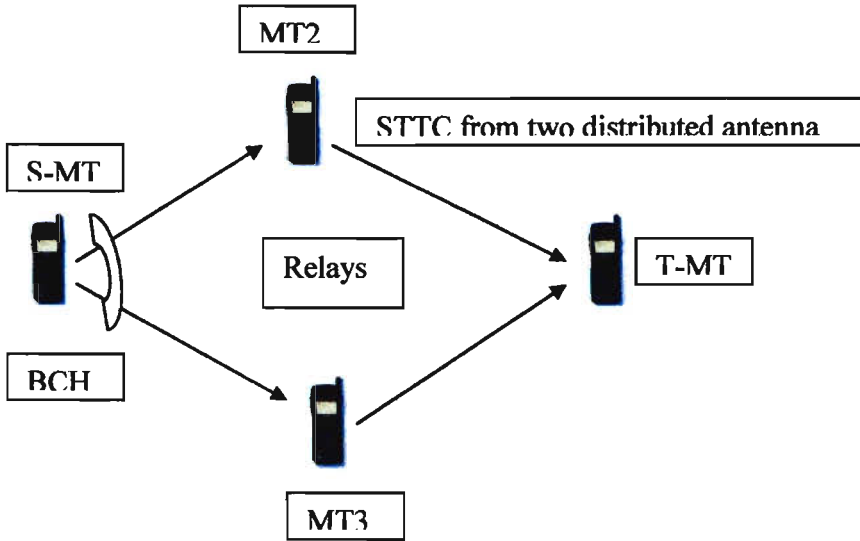 MT2
STTC from two distributed antenna
S-MT
Relays
T-MT
BCH
MT3